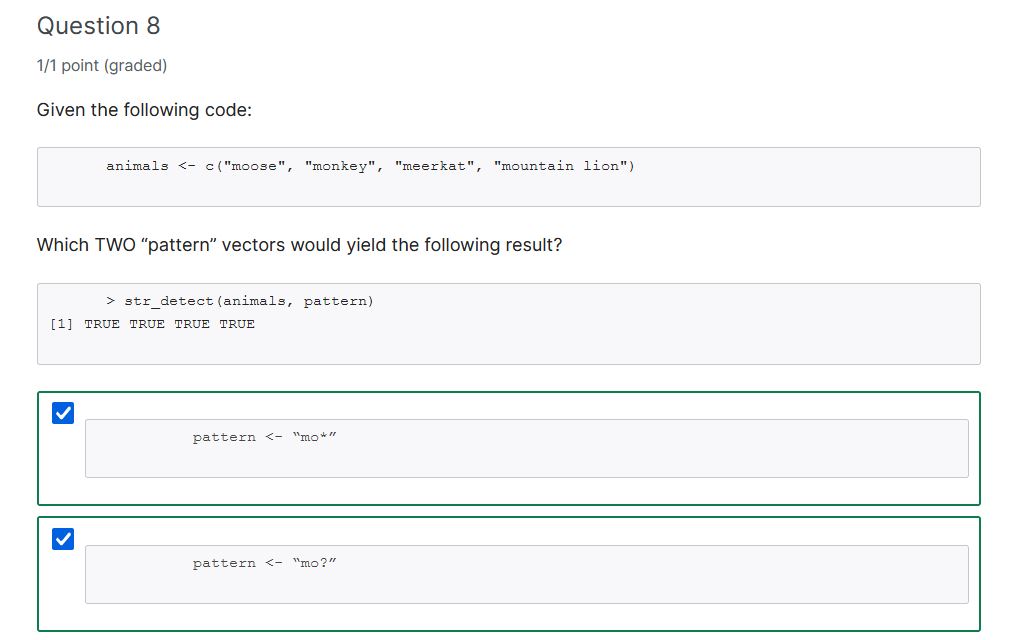 Question 8
1/1 point (graded)
Given the following code:
animals <- c("moose", "monkey", "meerkat", "mountain lion")
Which TWO “pattern” vectors would yield the following result?
> str_detect(animals, pattern)
[1] TRUE TRUE TRUE TRUE
pattern <- “mo*”
pattern <- “mo?”